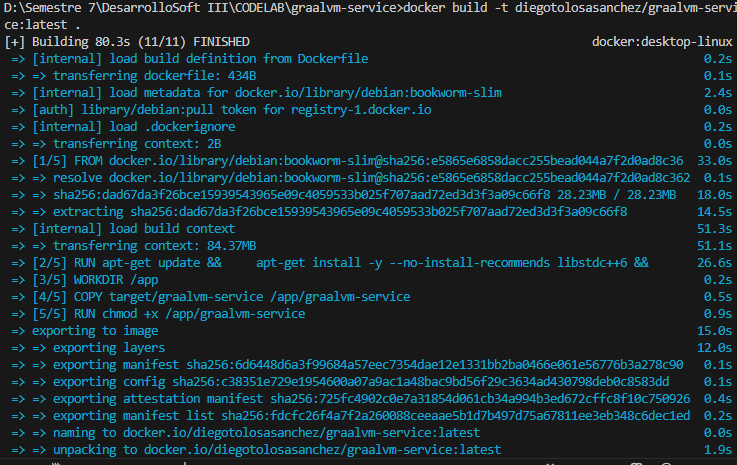 D:\Semestre 7\DesarrolloSoft III\CODELAB\graalvm-service>docker build -t diegotolosasanchez/graalvm-servi
ce:latest .
[+] Building 80.3s (11/11) FINISHED docker:desktop-linux
=> [internal] load build definition from Dockerfile 0.2s
=> => transferring dockerfile: 434B 0.1s
=> [internal] load metadata for docker.io/library/debian:bookworm-slim 2.4s
=> [auth] library/debian:pull token for registry-1.docker.io 0.0s
=> [internal] load .dockerignore 0.2s
=> => transferring context: 2B 0.0s
=> [1/5] FROM docker.io/library/debian:bookworm-slim@sha256:e5865e6858dacc255bead044a7f2d0ad8c36 33.0s
=> => resolve docker.io/library/debian:bookworm-slim@sha256:e5865e6858dacc255bead044a7f2d0ad8c362 0.1s
=> => sha256:dad67da3f26bce15939543965e09c4059533b025f707aad72ed3d3f3a09c66f8 28.23MB / 28.23MB 18.0s
=> => extracting sha256:dad67da3f26bce15939543965e09c4059533b025f707aad72ed3d3f3a09c66f8 14.5s
=> [internal] load build context 51.3s
=> => transferring context: 84.37MB 51.1s
=> [2/5] RUN apt-get update &&     apt-get install -y --no-install-recommends libstdc++6 && 26.6s
=> [3/5] WORKDIR /app 0.2s
=> [4/5] COPY target/graalvm-service /app/graalvm-service 0.5s
=> [5/5] RUN chmod +x /app/graalvm-service 0.9s
=> exporting to image 15.0s
=> => exporting layers 12.0s
=> => exporting manifest sha256:6d6448d6a3f99684a57eec7354dae12e1331bb2ba0466e061e56776b3a278c90 0.1s
=> => exporting config sha256:c38351e729e1954600a07a9ac1a48bac9bd56f29c3634ad430798deb0c8583dd 0.1s
=> => exporting attestation manifest sha256:725fc4902c0e7a31854d061cb34a994b3ed672cffc8f10c750926 0.4s
=> => exporting manifest list sha256:fdcfc26f4a7f2a260088ceeeae5b1d7b497d75a67811ee3eb348c6dec1ed 0.2s
=> => naming to docker.io/diegotolosasanchez/graalvm-service:latest 0.0s
=> => unpacking to docker.io/diegotolosasanchez/graalvm-service:latest 1.9s